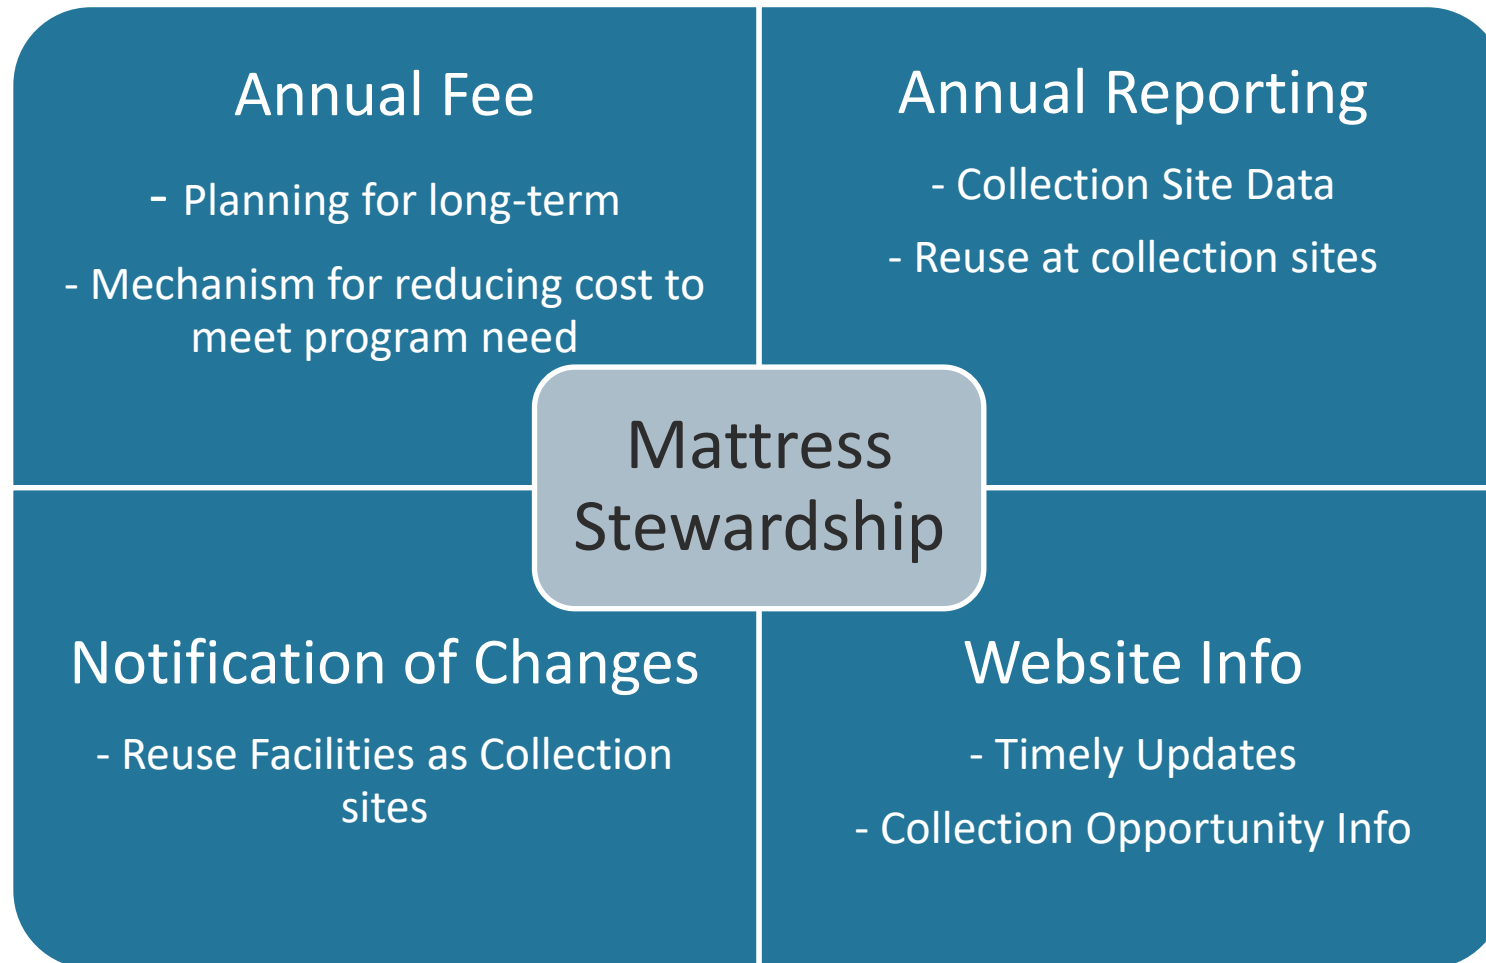 Annual Fee
- Planning for long-term
- Mechanism for reducing cost to
meet program need
Annual Reporting
- Collection Site Data
- Reuse at collection sites
Mattress
Stewardship
Notification of Changes
- Reuse Facilities as Collection
sites
Website Info
- Timely Updates
- Collection Opportunity Info